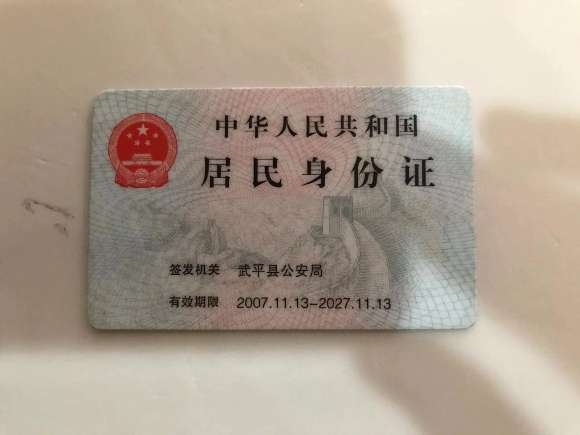 中华人民共和国
居民身份证
签发机关 武平县公安局
有效期限 2007.11.13-2027.11.13